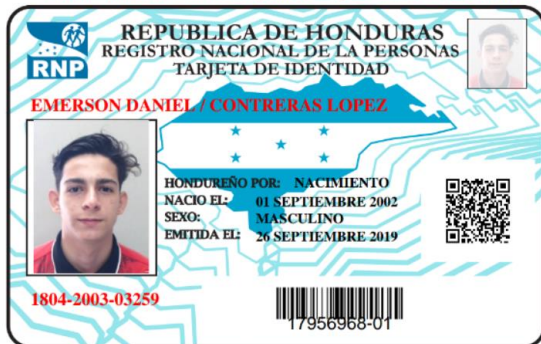 REPUBLICA DE HONDURAS
REGISTRO NACIONAL DE LA PERSONAS
TARJETA DE IDENTIDAD
RNP
EMERSON DANIEL / CONTRERAS LOPEZ
HONDUREÑO POR: NACIMIENTO
NACIO EL: 01 SEPTIEMBRE 2002
SEXO: MASCULINO
EMITIDA EL: 26 SEPTIEMBRE 2019
1804-2003-03259
17956968-01